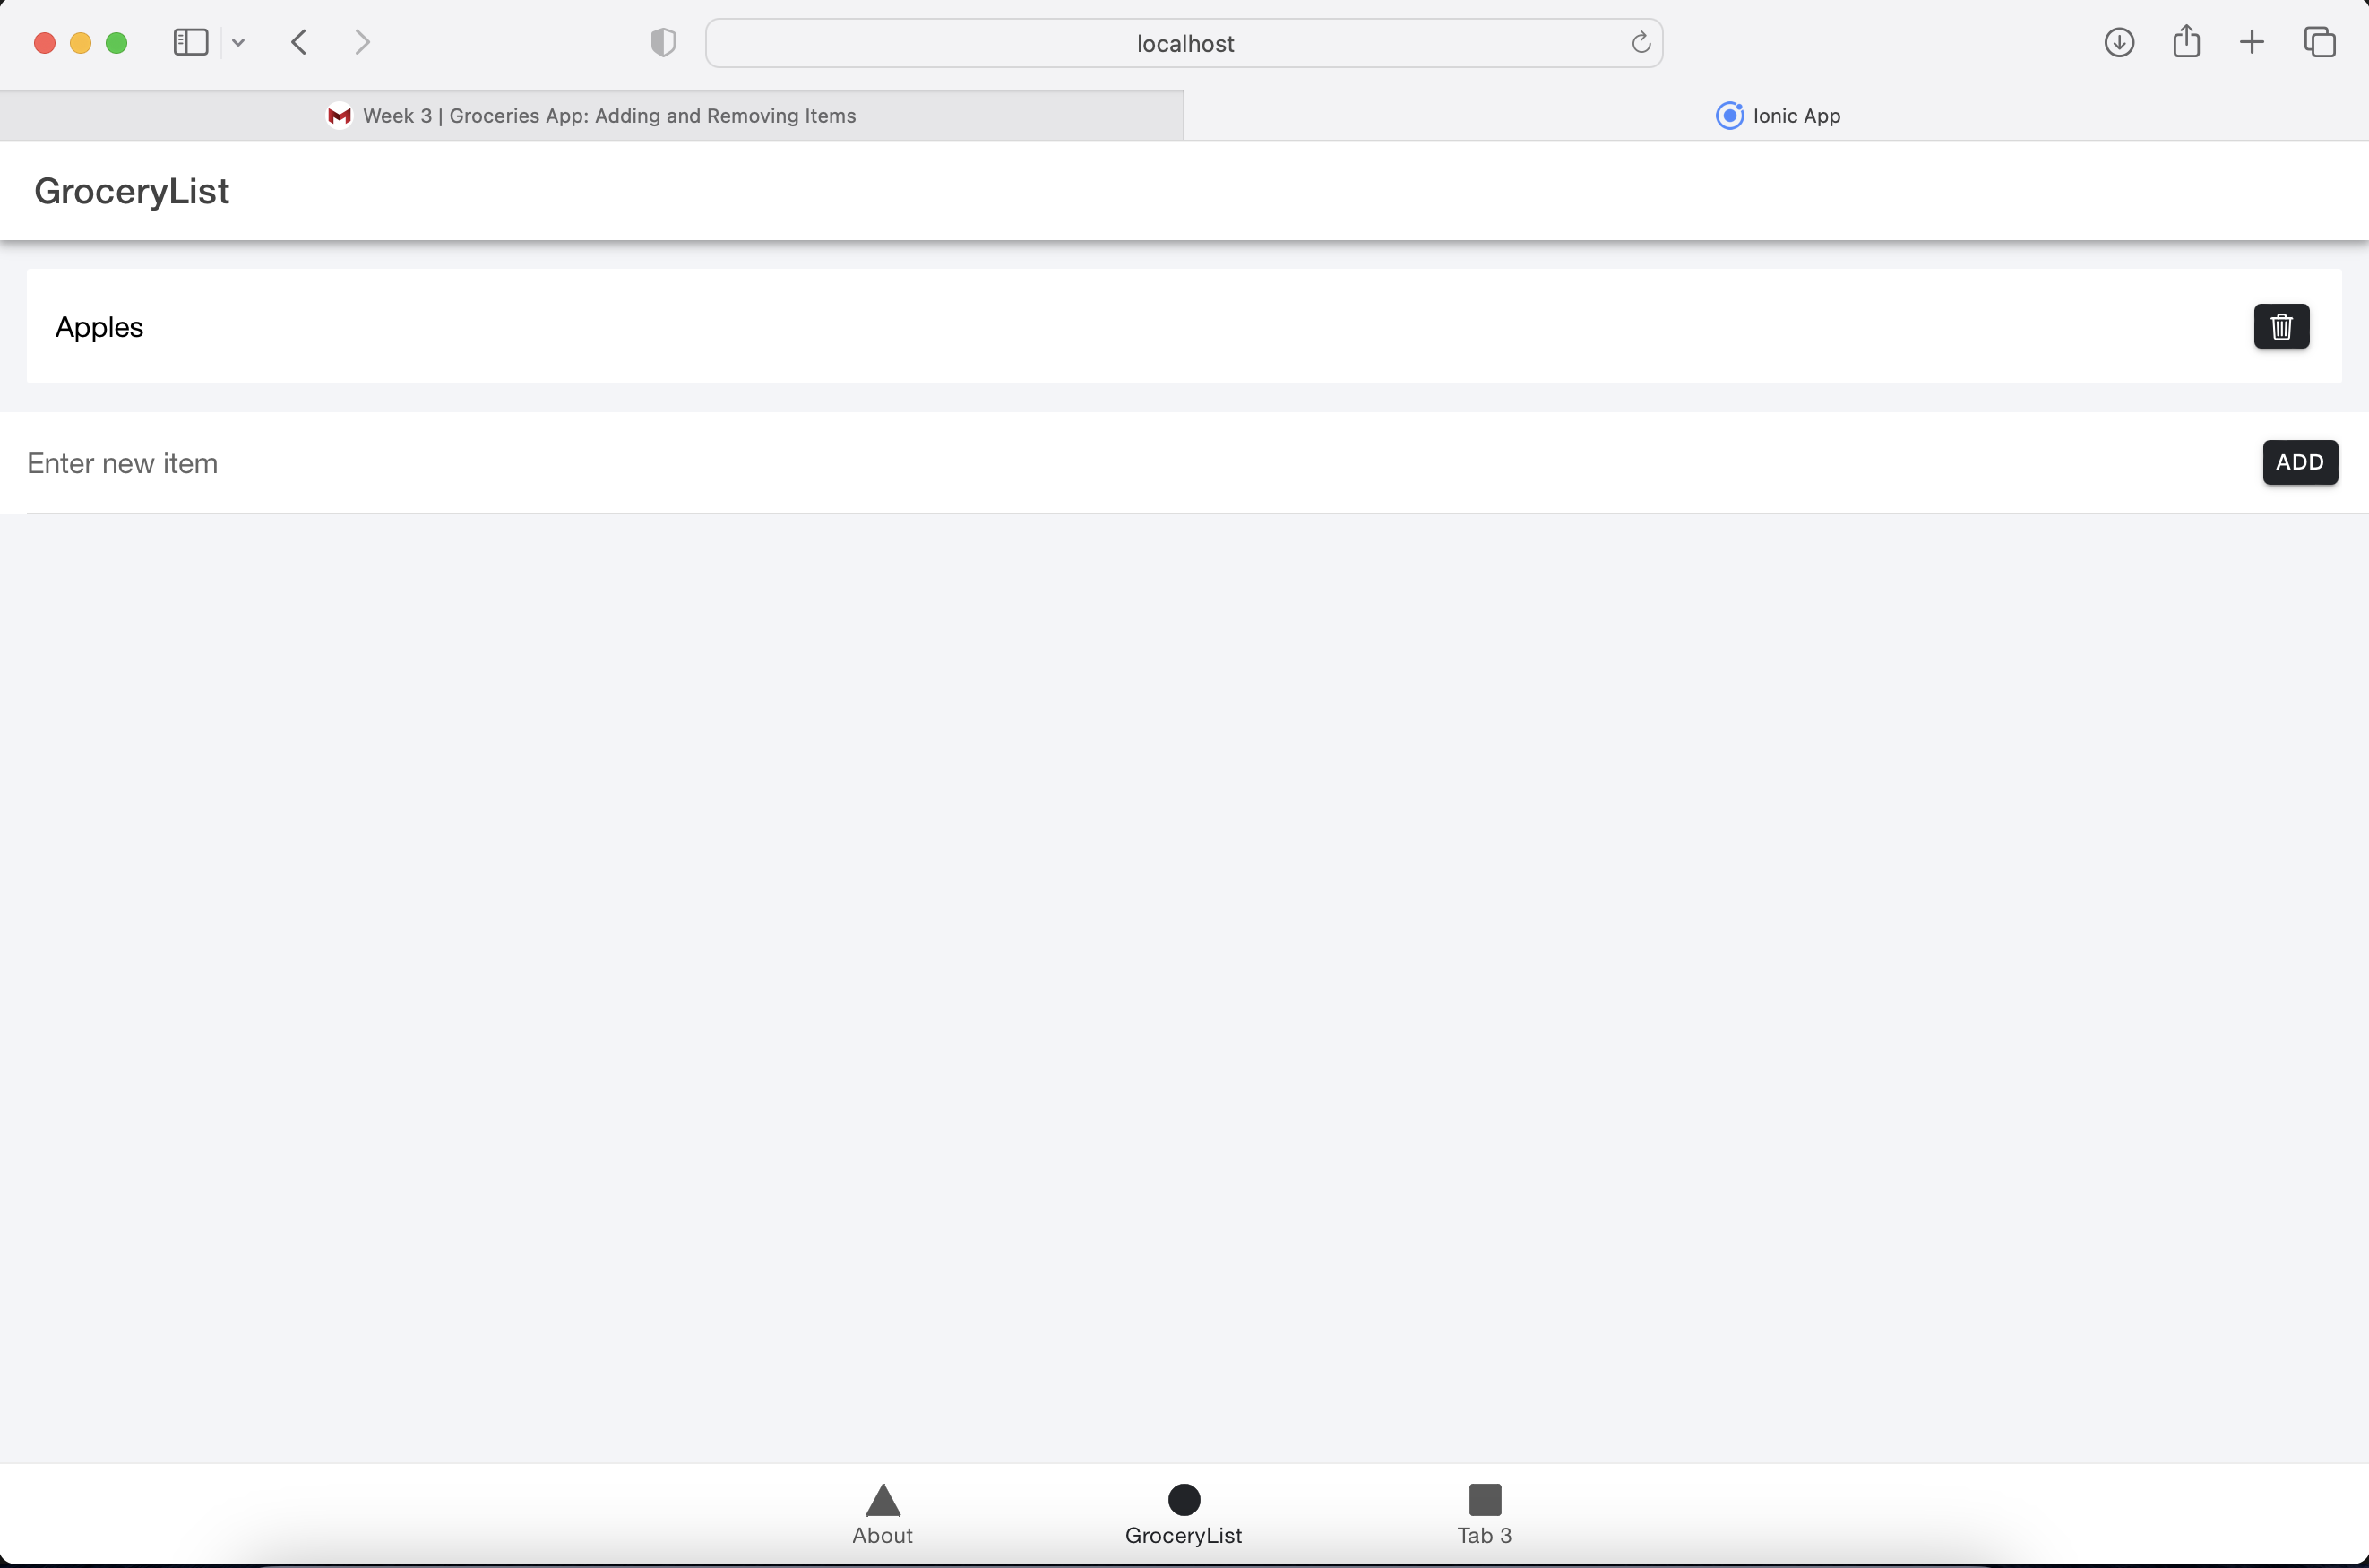 localhost
Week 3 | Groceries App: Adding and Removing Items
Ionic App
GroceryList
Apples
Enter new item
ADD
About
GroceryList
Tab 3